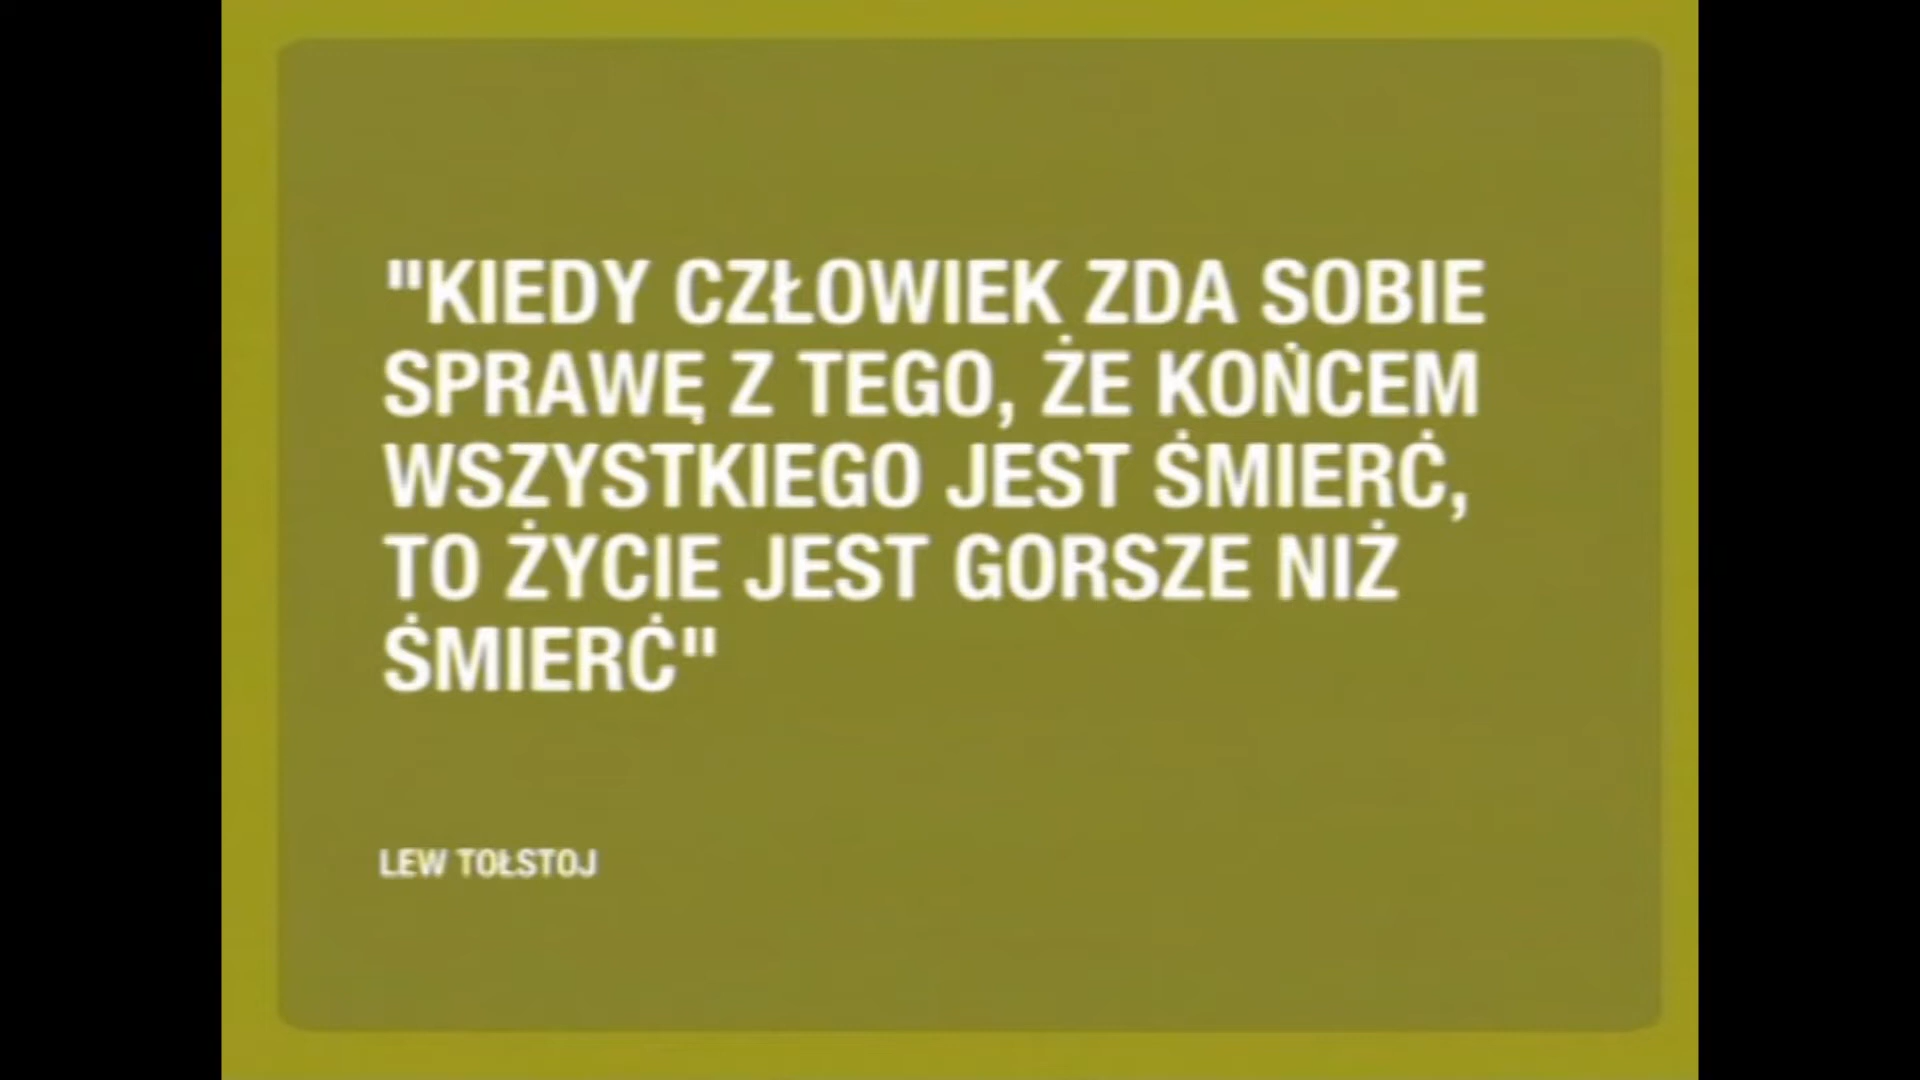 "KIEDY CZŁOWIEK ZDA SOBIE
SPRAWĘ Z TEGO, ŻE KOŃCEM
WSZYSTKIEGO JEST ŚMIERĆ,
TO ŻYCIE JEST GORSZE NIŻ
ŚMIERĆ"
LEW TOŁSTOJ